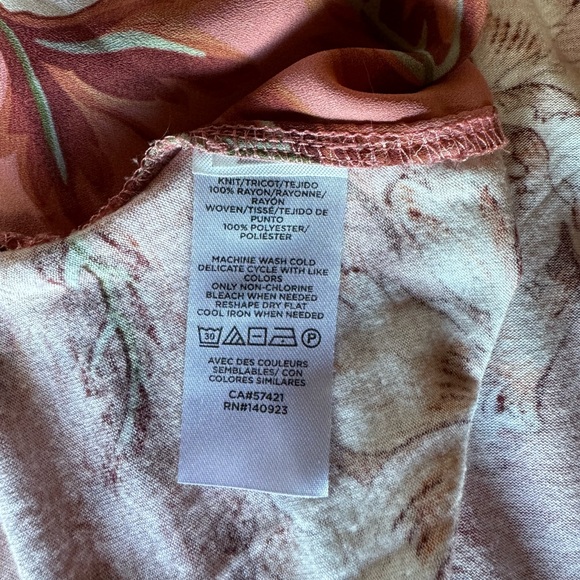 KNIT/TRICOT/TEJIDO
100% RAYON/RAYONNE/
RAYÓN
WOVEN/TISSÉ/TEJIDO DE
PUNTO
100% POLYESTER/
POLIÉSTER
MACHINE WASH COLD
DELICATE CYCLE WITH LIKE
COLORS
ONLY NON-CHLORINE
BLEACH WHEN NEEDED
RESHAPE DRY FLAT
COOL IRON WHEN NEEDED
30 P
AVEC DES COULEURS
SEMBLABLES/ CON
COLORES SIMILARES
CA#57421
RN#140923